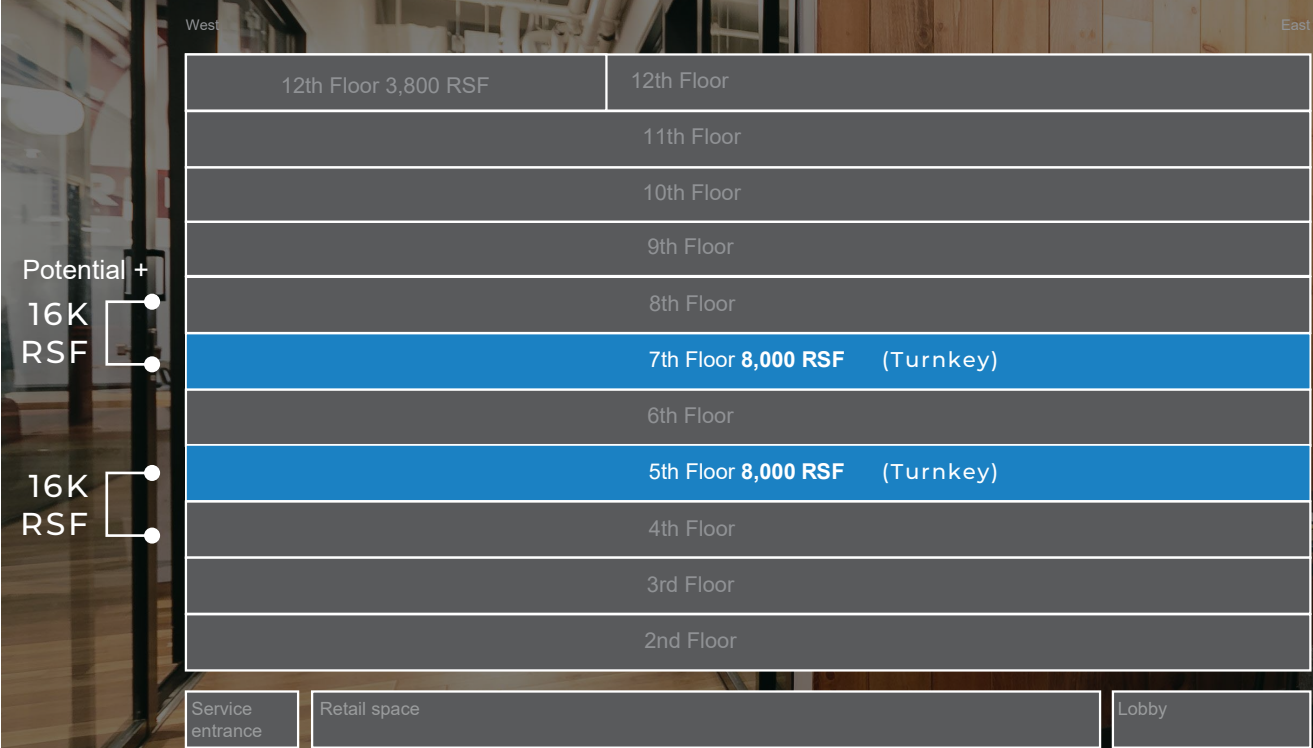 West
East
12th Floor 3,800 RSF
12th Floor
11th Floor
10th Floor
9th Floor
Potential +
8th Floor
16K
RSF
7th Floor 8,000 RSF (Turnkey)
6th Floor
5th Floor 8,000 RSF (Turnkey)
16K
RSF
4th Floor
3rd Floor
2nd Floor
Service
entrance
Retail space
Lobby